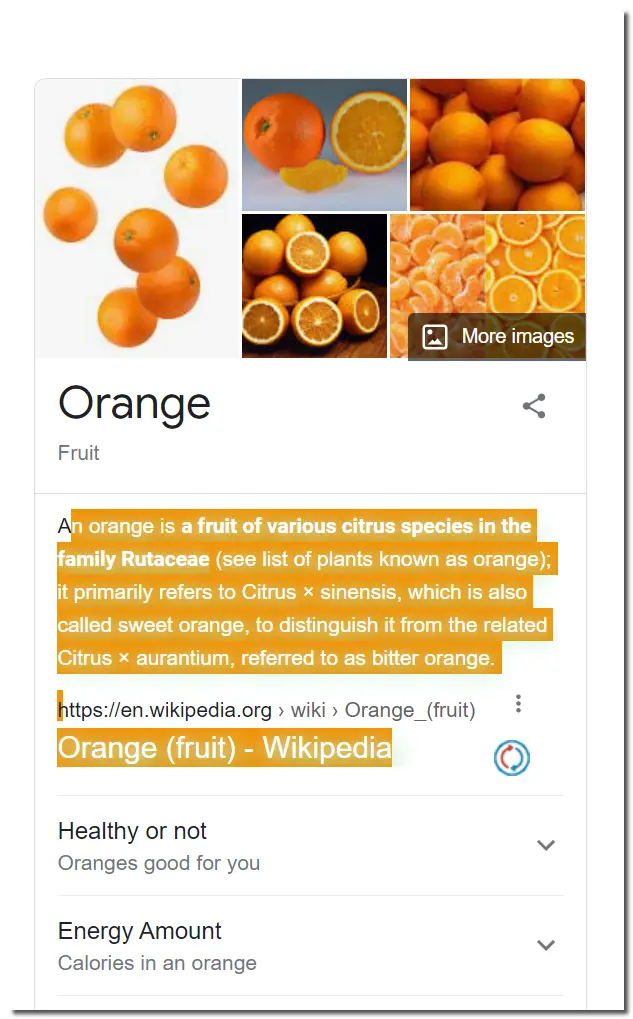 More images
Orange
Fruit
An orange is a fruit of various citrus species in the
family Rutaceae (see list of plants known as orange);
it primarily refers to Citrus × sinensis, which is also
called sweet orange, to distinguish it from the related
Citrus × aurantium, referred to as bitter orange.
https://en.wikipedia.org › wiki › Orange_(fruit)
Orange (fruit) - Wikipedia
Healthy or not
Oranges good for you
Energy Amount
Calories in an orange